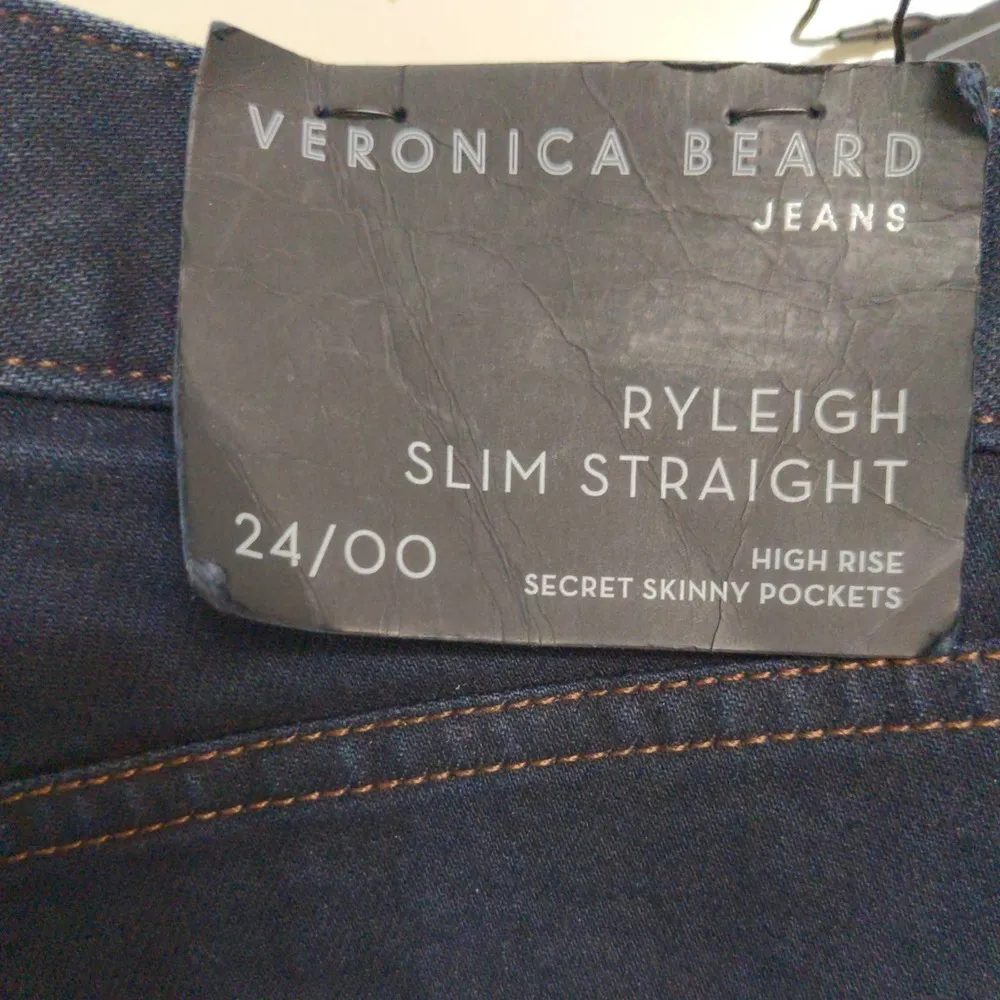 VERONICA BEARD
JEANS
RYLEIGH
SLIM STRAIGHT
24/00
HIGH RISE
SECRET SKINNY POCKETS